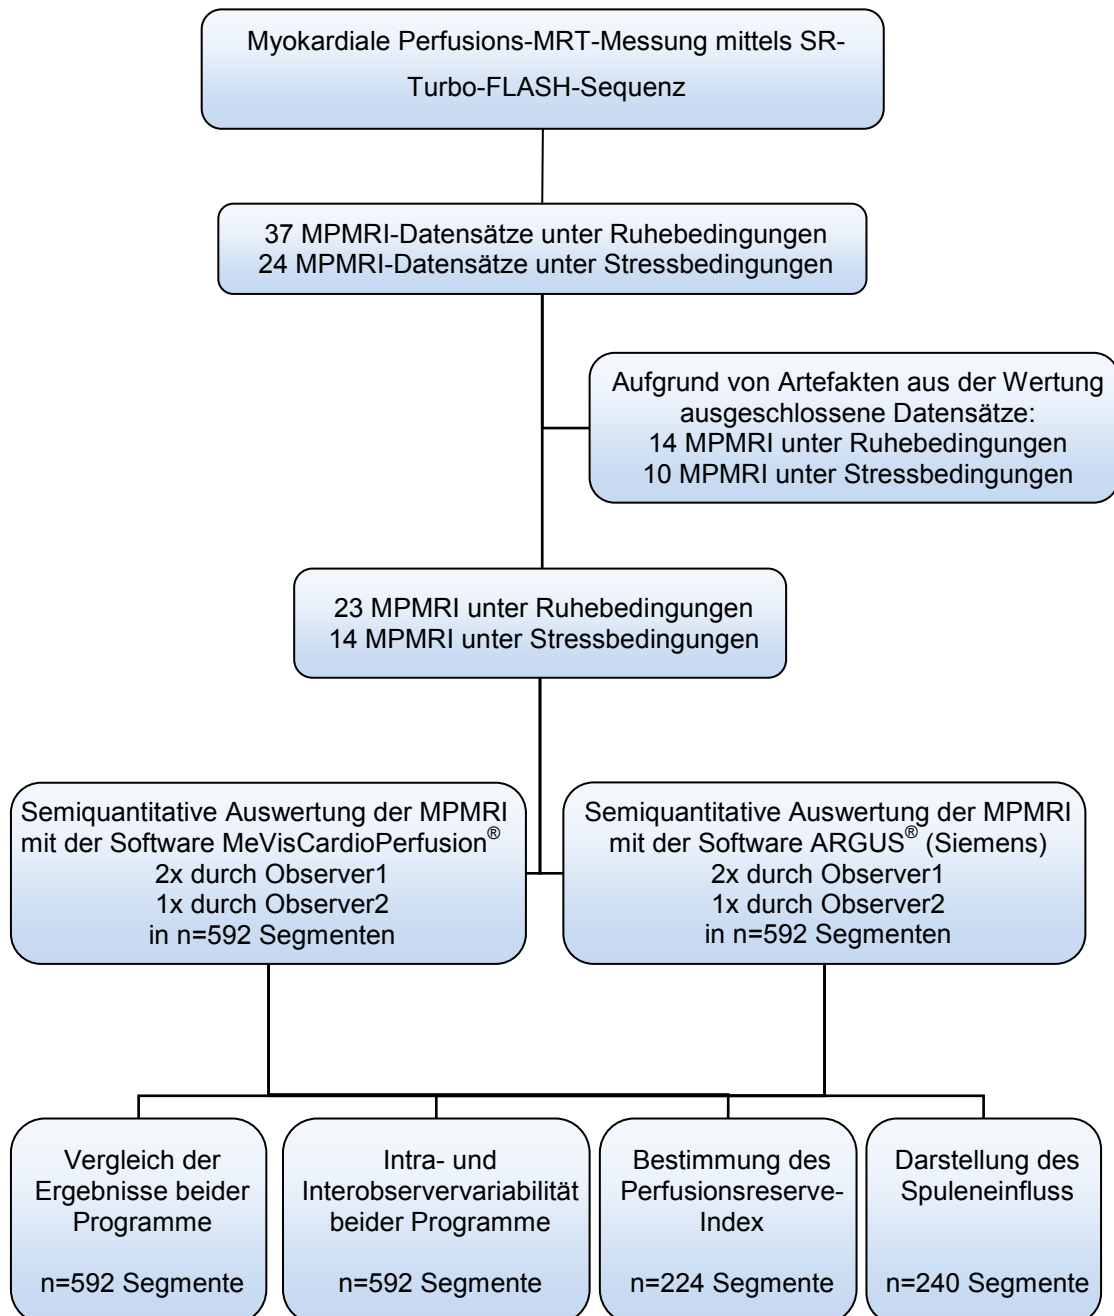 Myokardiale Perfusions-MRT-Messung mittels SR-
Turbo-FLASH-Sequenz
37 MPMRI-Datensätze unter Ruhebedingungen
24 MPMRI-Datensätze unter Stressbedingungen
Aufgrund von Artefakten aus der Wertung
ausgeschlossene Datensätze:
14 MPMRI unter Ruhebedingungen
10 MPMRI unter Stressbedingungen
23 MPMRI unter Ruhebedingungen
14 MPMRI unter Stressbedingungen
Semiquantitative Auswertung der MPMRI
mit der Software MeVisCardioPerfusion®
2x durch Observer1
1x durch Observer2
in n=592 Segmenten
Semiquantitative Auswertung der MPMRI
mit der Software ARGUS® (Siemens)
2x durch Observer1
1x durch Observer2
in n=592 Segmenten
Vergleich der
Ergebnisse beider
Programme
n=592 Segmente
Intra- und
Interobservervariabilität
beider Programme
n=592 Segmente
Bestimmung des
Perfusionsreserve-
Index
n=224 Segmente
Darstellung des
Spuleneinfluss
n=240 Segmente